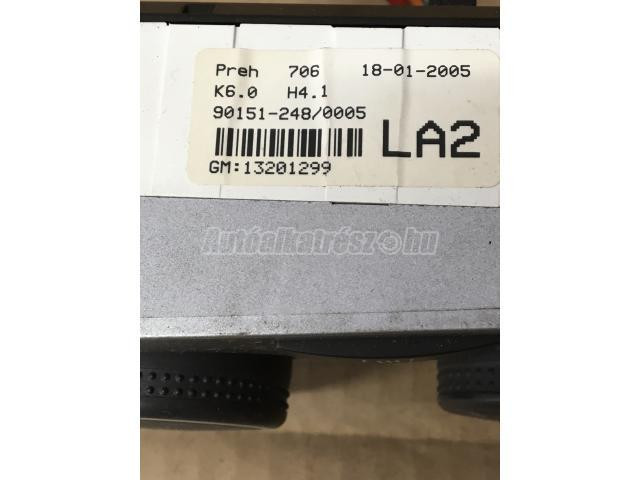 Preh 706 18-01-2005
K6.0 H4.1
90151-248/0005
LA2
GM:13201299
Autóalkatrész.hu